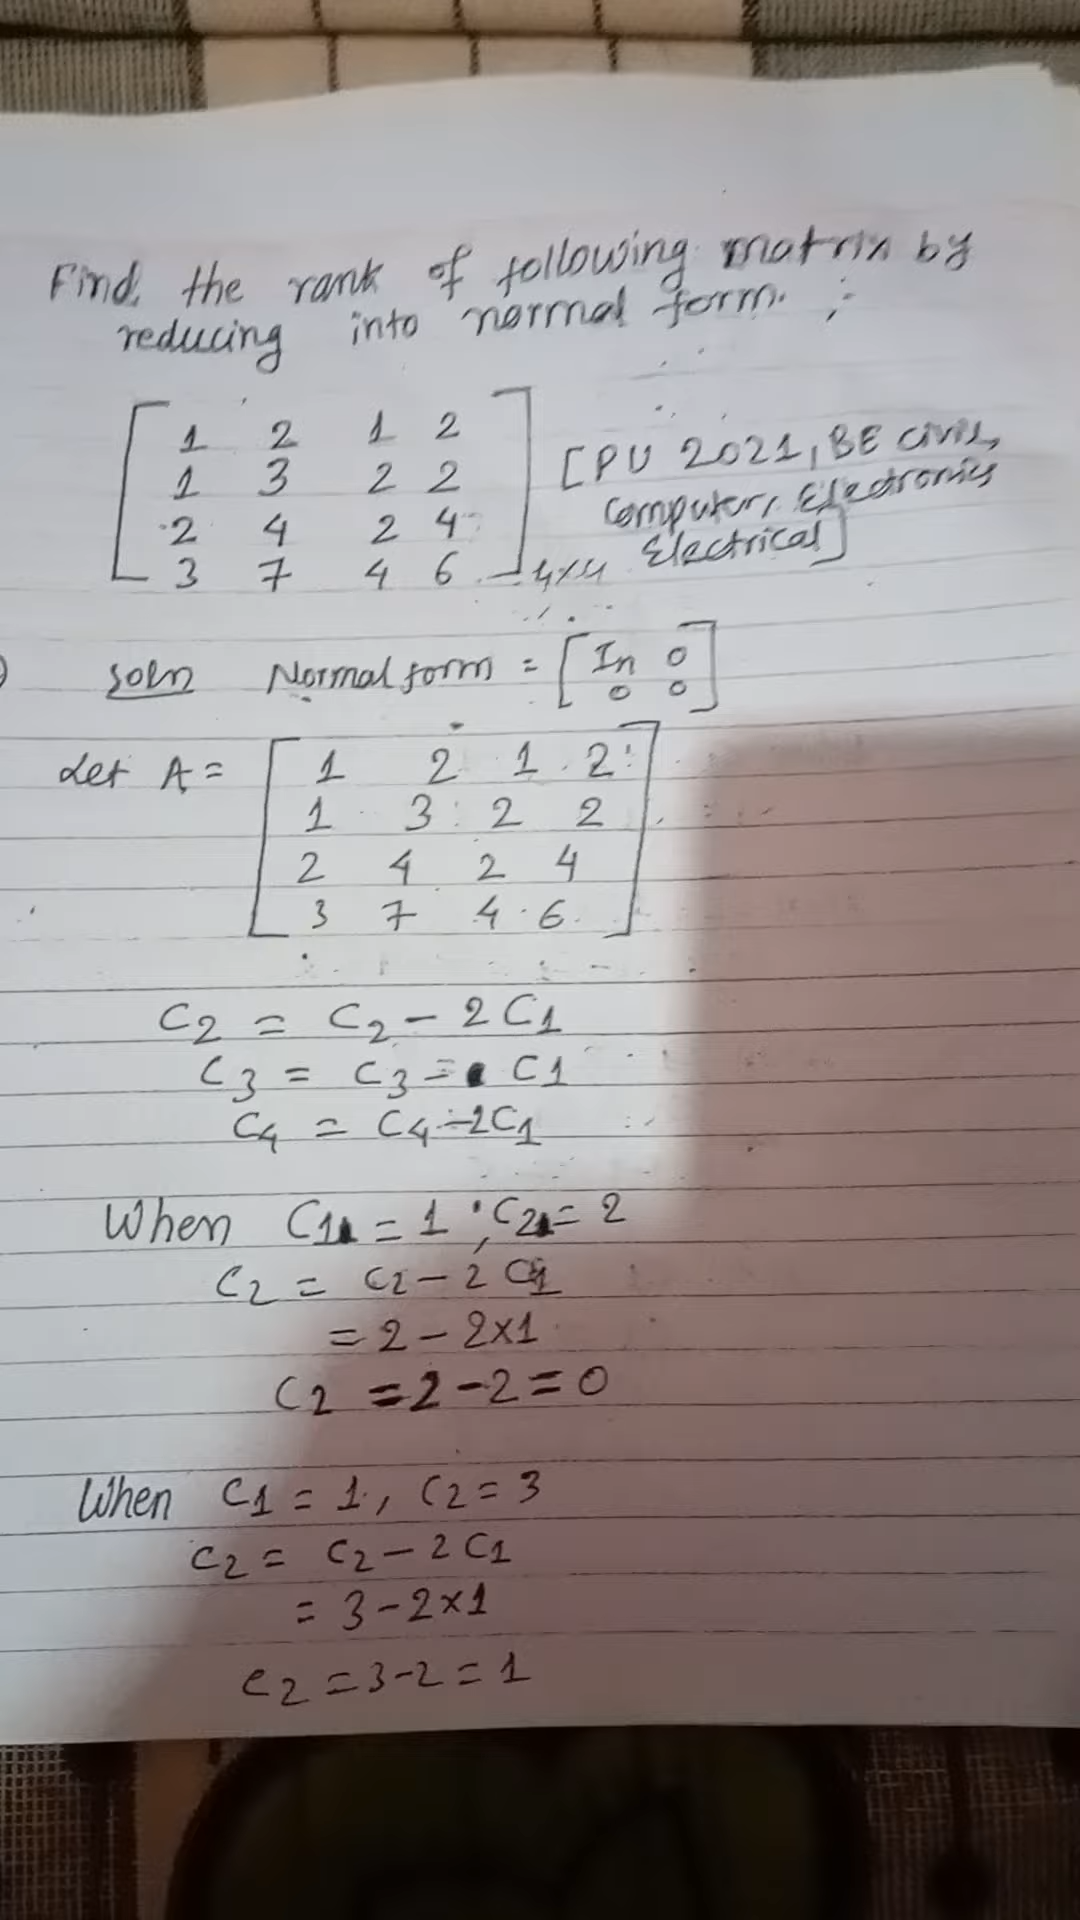 Find the rank of following matrix by
reducing into normal form. ;
1 2 1 2
1 3 2 2
2 4 2 4
3 7 4 6 4×4
[PU 2021, BE Civil,
Computer, Electronics
Electrical]
Soln Normal form = [In 0
0 0]
Let A = 1 2 1 2
1 3 2 2
2 4 2 4
3 7 4 6
C2 = C2 - 2C1
C3 = C3 - C1
C4 = C4 - 2C1
When C1 = 1 ; C2 = 2
C2 = C2 - 2C1
= 2 - 2×1
C2 = 2 - 2 = 0
When C1 = 1, C2 = 3
C2 = C2 - 2C1
= 3 - 2×1
C2 = 3 - 2 = 1